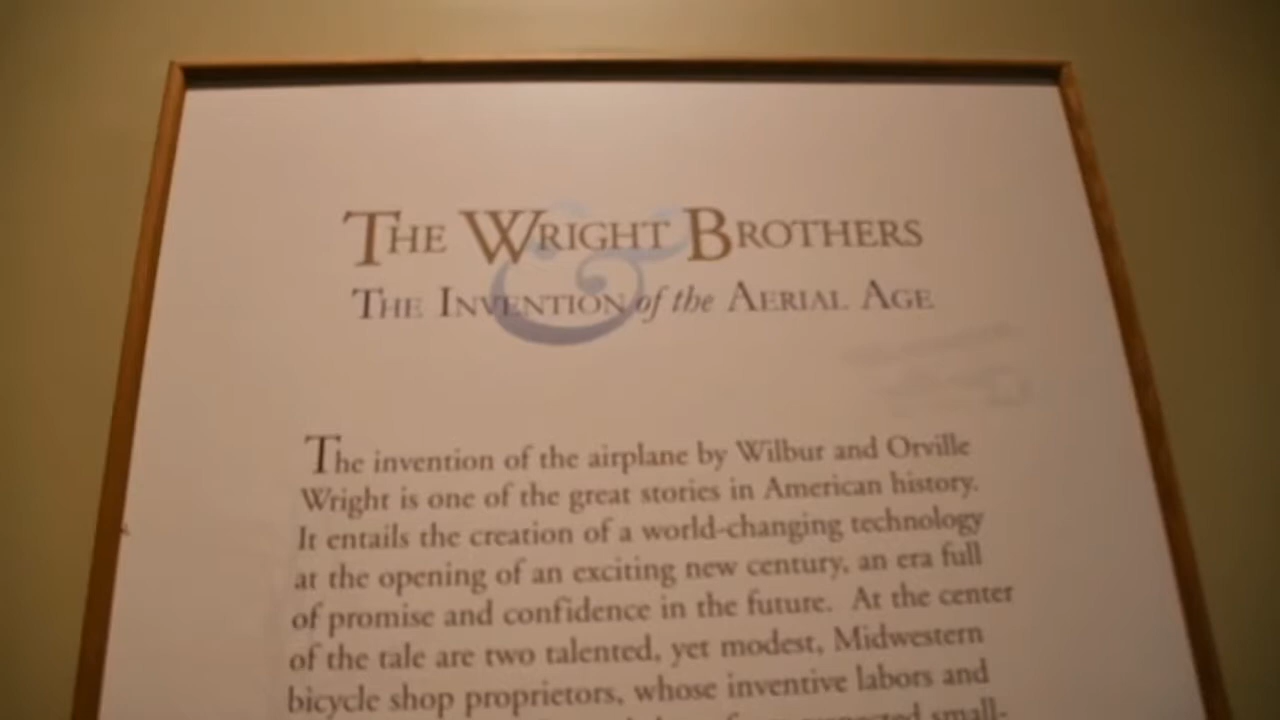 THE WRIGHT BROTHERS
&
THE INVENTION of the AERIAL AGE
The invention of the airplane by Wilbur and Orville
Wright is one of the great stories in American history.
It entails the creation of a world-changing technology
at the opening of an exciting new century, an era full
of promise and confidence in the future. At the center
of the tale are two talented, yet modest, Midwestern
bicycle shop proprietors, whose inventive labors and
small-